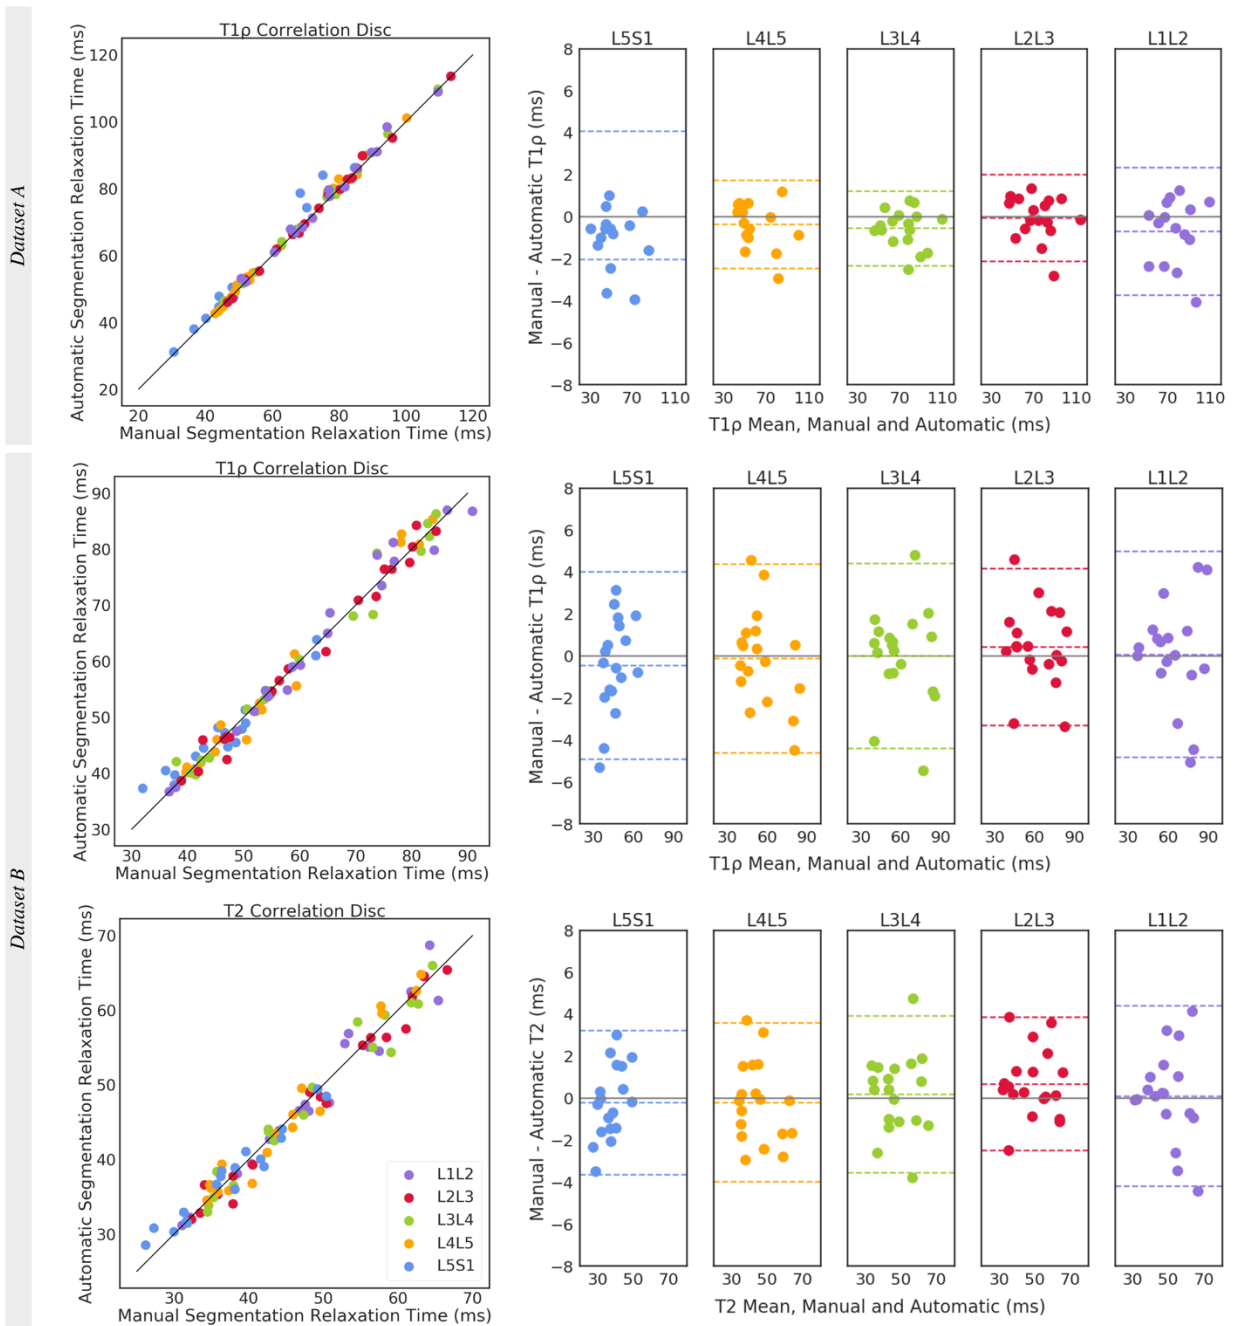 Dataset A
T1ρ Correlation Disc
Automatic Segmentation Relaxation Time (ms)
120
100
80
60
40
20
20 40 60 80 100 120
Manual Segmentation Relaxation Time (ms)
L5S1 L4L5 L3L4 L2L3 L1L2
Manual - Automatic T1ρ (ms)
8
6
4
2
0
−2
−4
−6
−8
30 70 110 30 70 110 30 70 110 30 70 110 30 70 110
T1ρ Mean, Manual and Automatic (ms)
Dataset B
T1ρ Correlation Disc
Automatic Segmentation Relaxation Time (ms)
90
80
70
60
50
40
30
30 40 50 60 70 80 90
Manual Segmentation Relaxation Time (ms)
L5S1 L4L5 L3L4 L2L3 L1L2
Manual - Automatic T1ρ (ms)
8
6
4
2
0
−2
−4
−6
−8
30 60 90 30 60 90 30 60 90 30 60 90 30 60 90
T1ρ Mean, Manual and Automatic (ms)
T2 Correlation Disc
Automatic Segmentation Relaxation Time (ms)
70
60
50
40
30
30 40 50 60 70
Manual Segmentation Relaxation Time (ms)
L1L2
L2L3
L3L4
L4L5
L5S1
L5S1 L4L5 L3L4 L2L3 L1L2
Manual - Automatic T2 (ms)
8
6
4
2
0
−2
−4
−6
−8
30 50 70 30 50 70 30 50 70 30 50 70 30 50 70
T2 Mean, Manual and Automatic (ms)